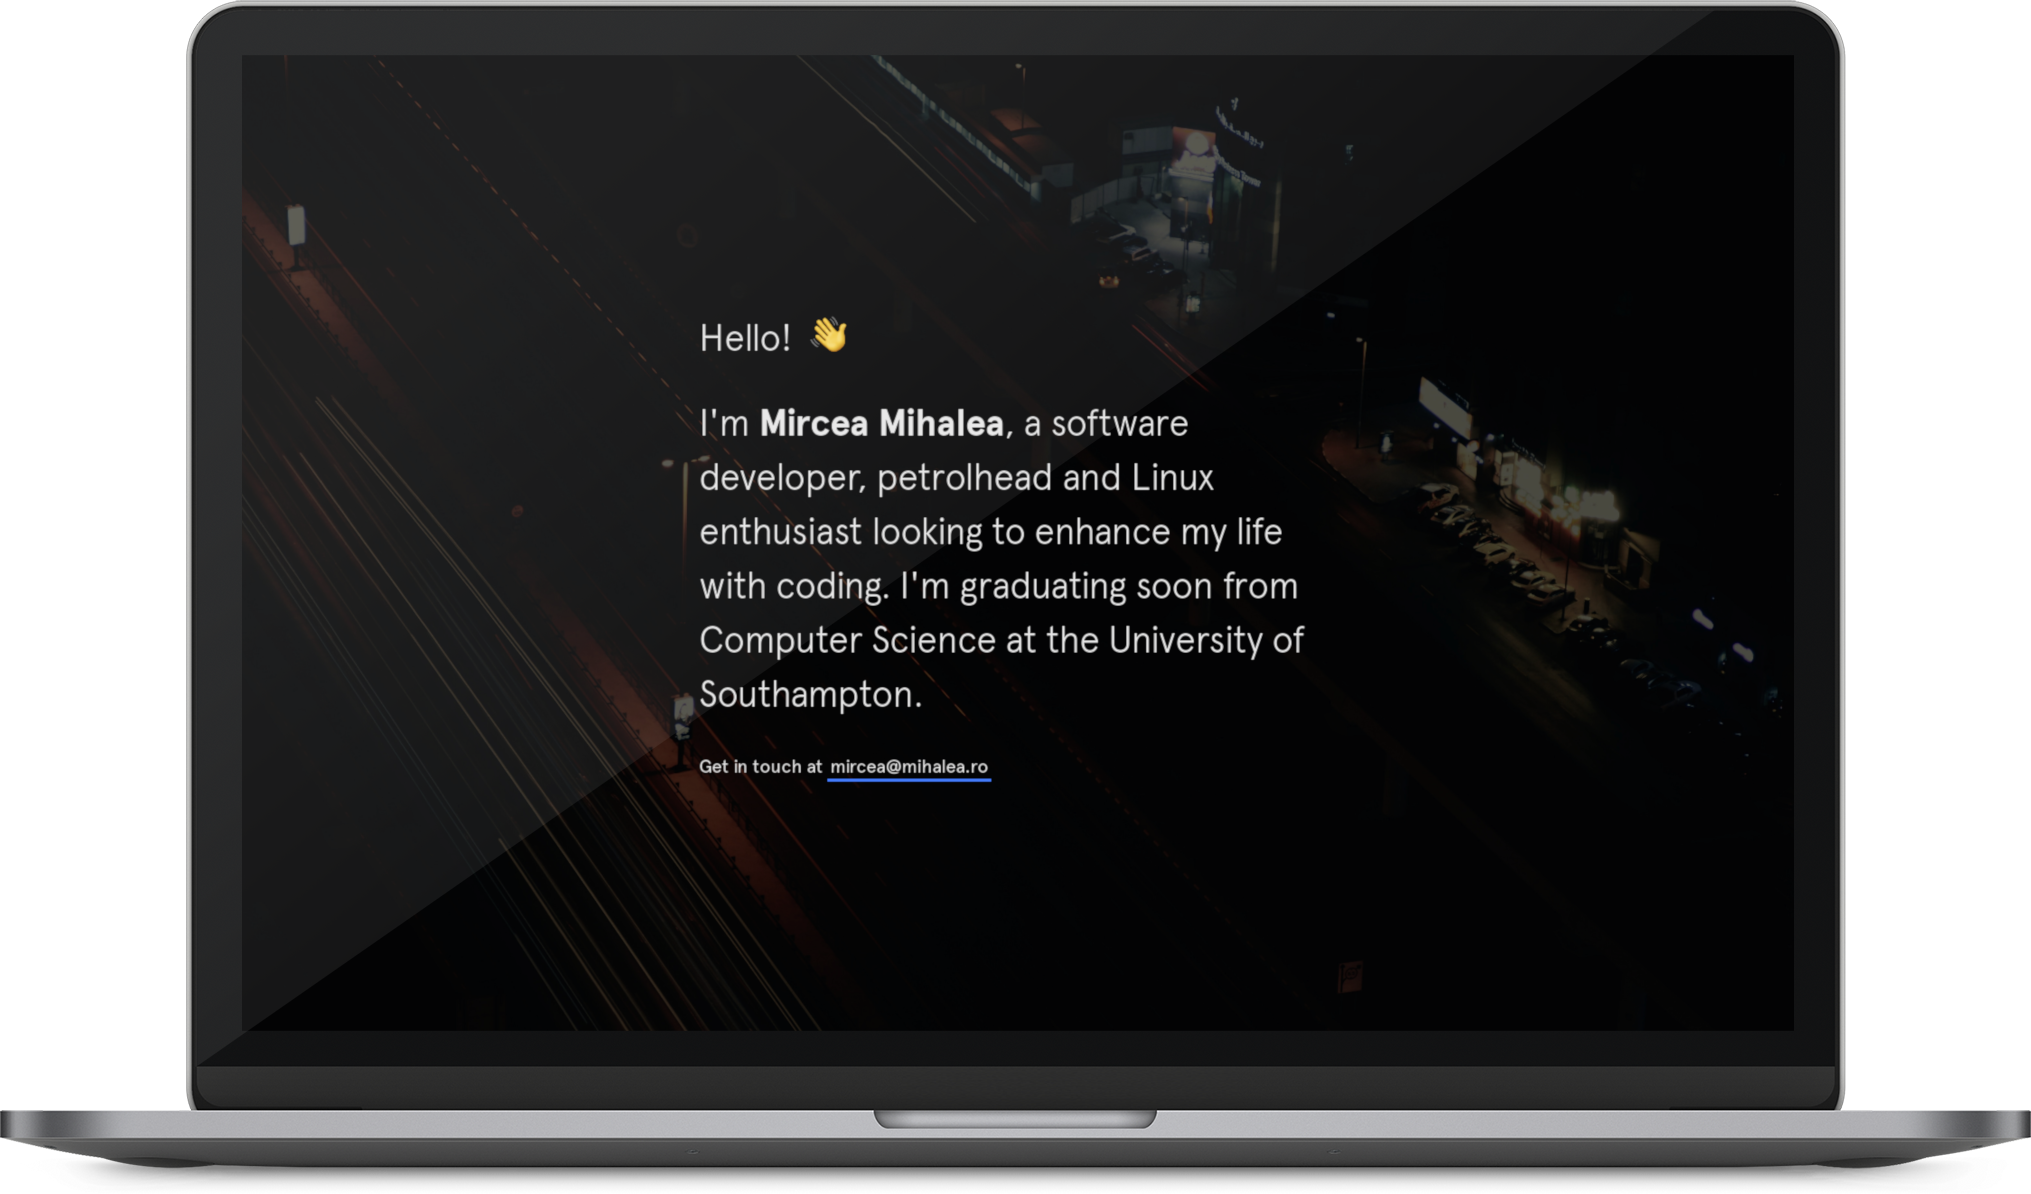 Hello! 👋
I'm Mircea Mihalea, a software
developer, petrolhead and Linux
enthusiast looking to enhance my life
with coding. I'm graduating soon from
Computer Science at the University of
Southampton.
Get in touch at mircea@mihalea.ro